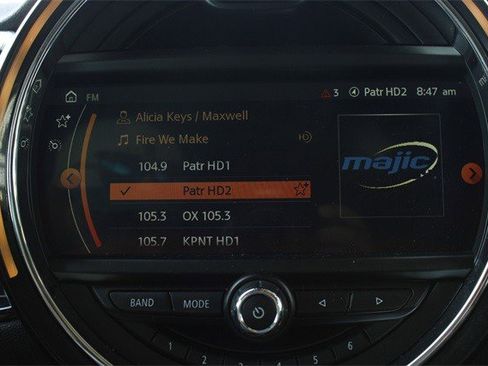 FM
3 Patr HD2 8:47 am
Alicia Keys / Maxwell
Fire We Make
104.9 Patr HD1
Patr HD2
105.3 OX 105.3
105.7 KPNT HD1
majic
BAND MODE
1 2 3 4 5 6